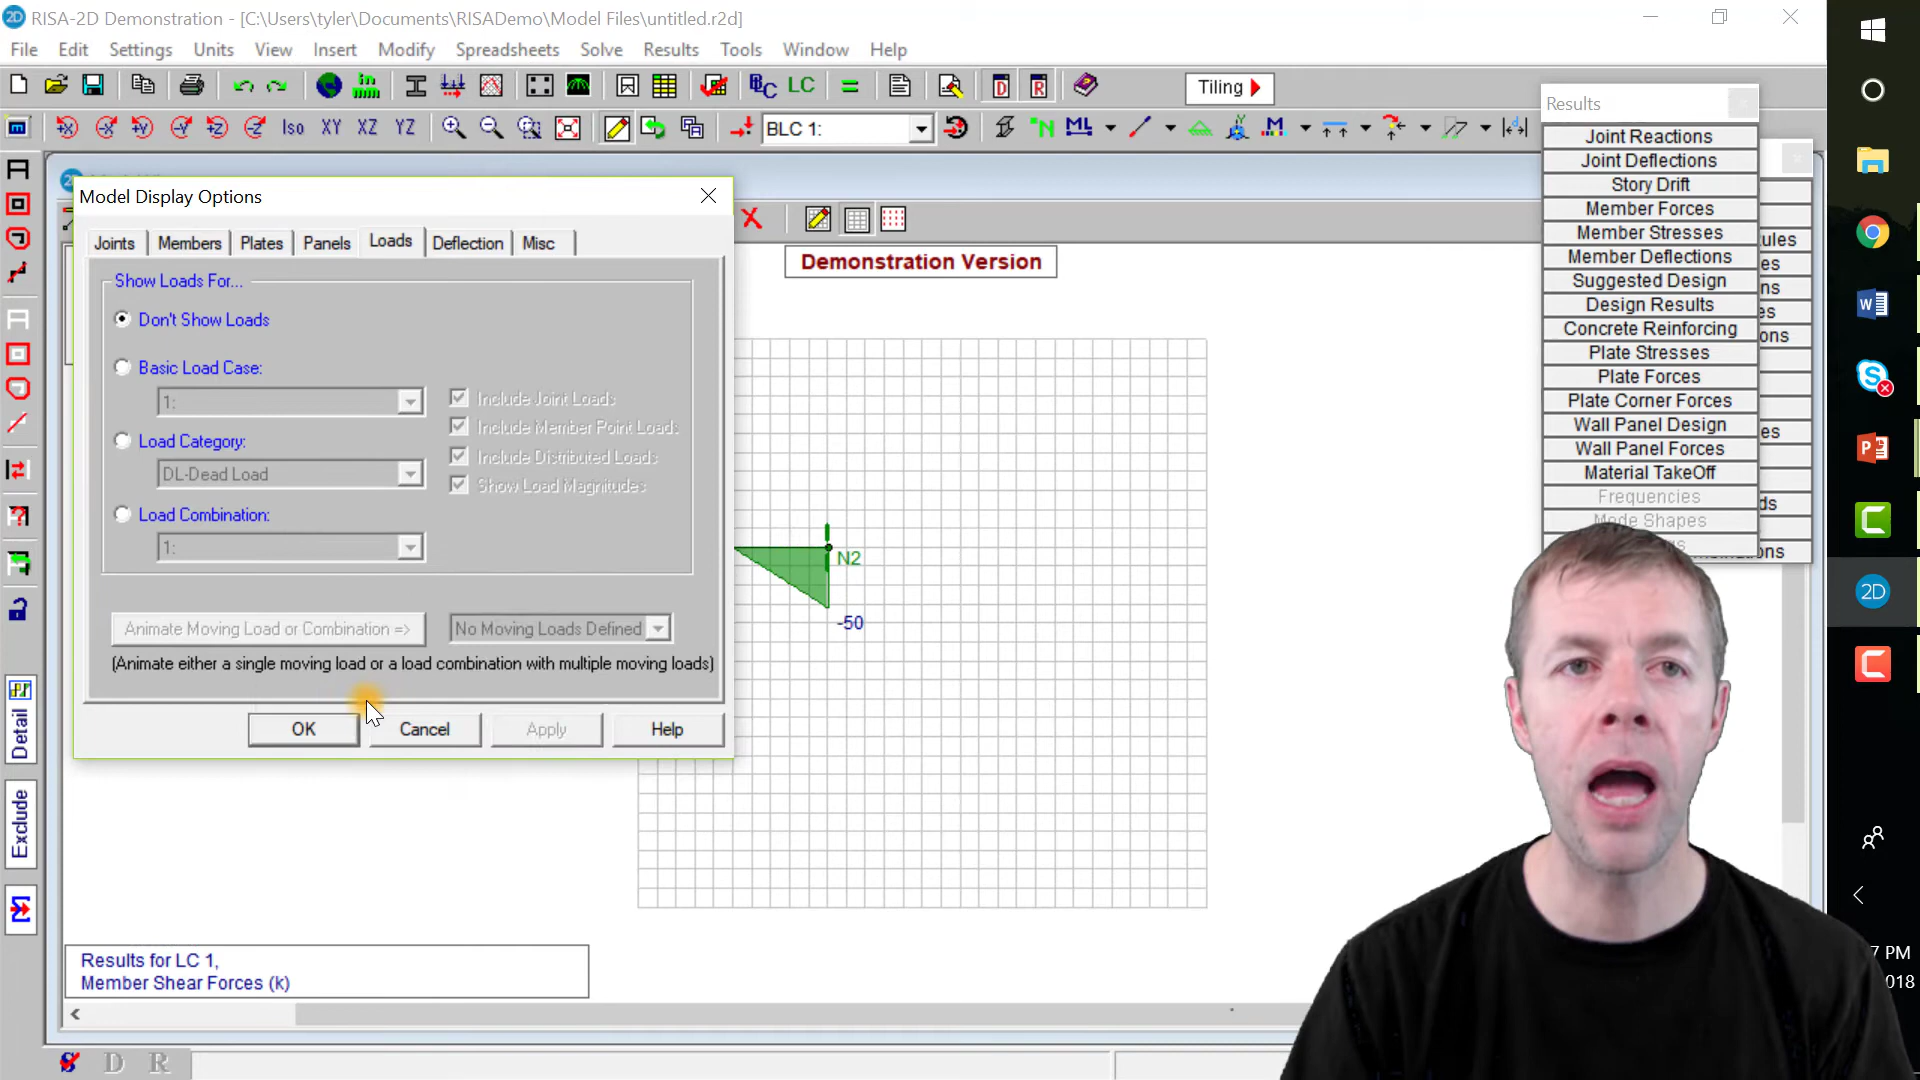 RISA-2D Demonstration - [C:\Users\tyler\Documents\RISADemo\Model Files\untitled.r2d]
File Edit Settings Units View Insert Modify Spreadsheets Solve Results Tools Window Help
LC
Tiling
Iso XY XZ YZ
BLC 1:
Results
Joint Reactions
Joint Deflections
Story Drift
Member Forces
Member Stresses
Member Deflections
Suggested Design
Design Results
Concrete Reinforcing
Plate Stresses
Plate Forces
Plate Corner Forces
Wall Panel Design
Wall Panel Forces
Material TakeOff
Frequencies
Mode Shapes
Model Display Options
Joints Members Plates Panels Loads Deflection Misc
Show Loads For...
Don't Show Loads
Basic Load Case:
1:
Include Joint Loads
Include Member Point Loads
Load Category:
Include Distributed Loads
DL-Dead Load
Show Load Magnitudes
Load Combination:
1:
Animate Moving Load or Combination =>
No Moving Loads Defined
(Animate either a single moving load or a load combination with multiple moving loads)
OK Cancel Apply Help
Demonstration Version
N2
-50
Detail
Exclude
Results for LC 1,
Member Shear Forces (k)
D R
2D
7 PM
018